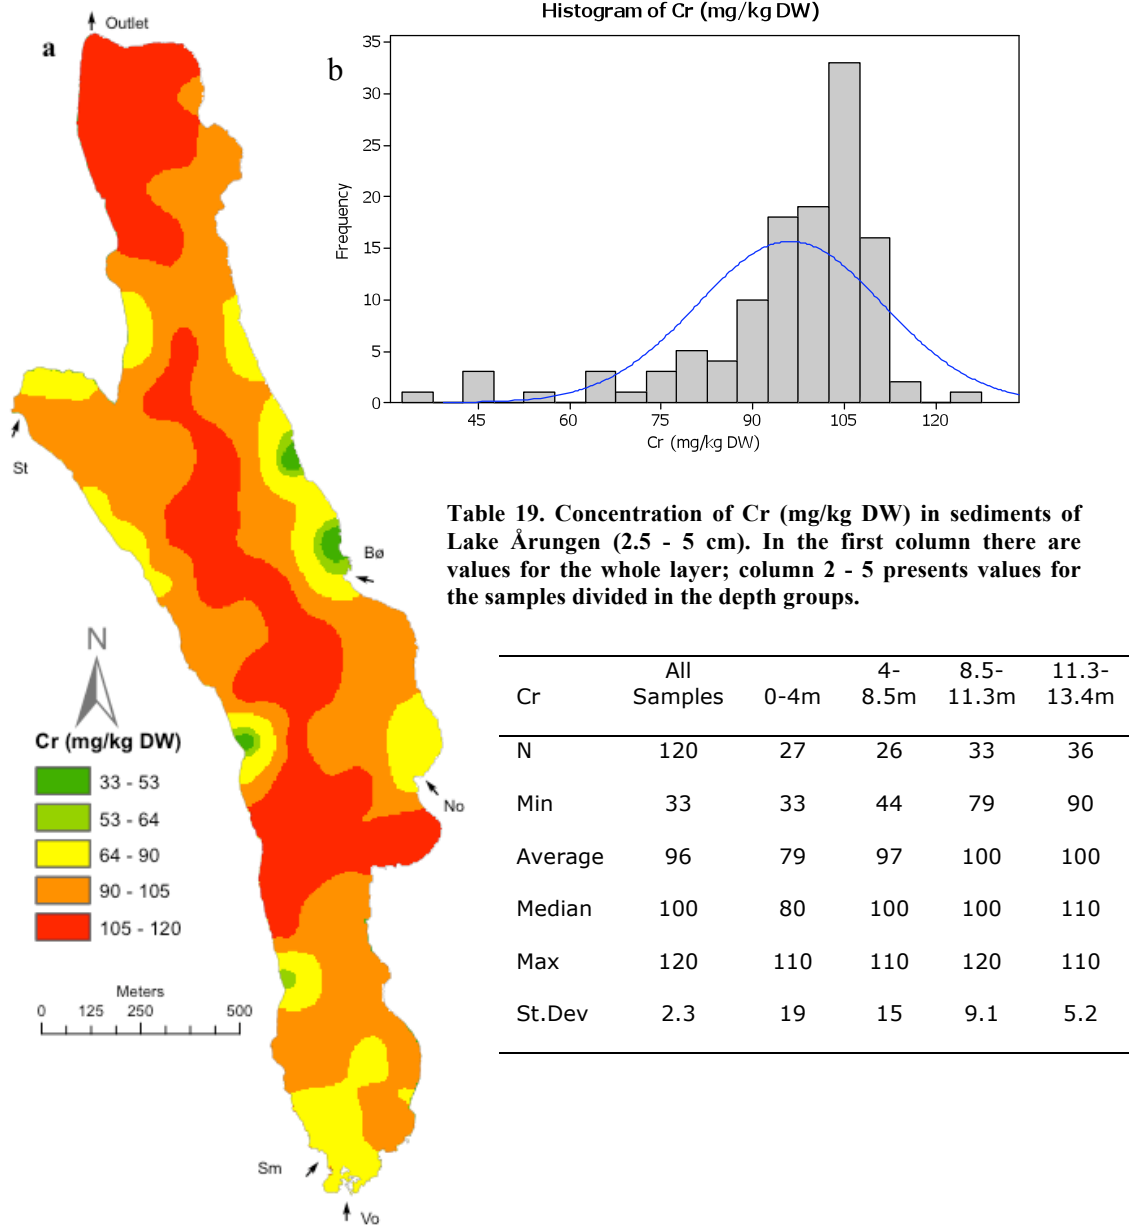 Outlet
a
St
Bø
N
No
Cr (mg/kg DW)
33 - 53
53 - 64
64 - 90
90 - 105
105 - 120
Meters
0 125 250 500
Sm
Vo
Histogram of Cr (mg/kg DW)
b
35
30
25
20
15
10
5
0
Frequency
45 60 75 90 105 120
Cr (mg/kg DW)
Table 19. Concentration of Cr (mg/kg DW) in sediments of
Lake Årungen (2.5 - 5 cm). In the first column there are
values for the whole layer; column 2 - 5 presents values for
the samples divided in the depth groups.
All 4- 8.5- 11.3-
Cr Samples 0-4m 8.5m 11.3m 13.4m
N 120 27 26 33 36
Min 33 33 44 79 90
Average 96 79 97 100 100
Median 100 80 100 100 110
Max 120 110 110 120 110
St.Dev 2.3 19 15 9.1 5.2